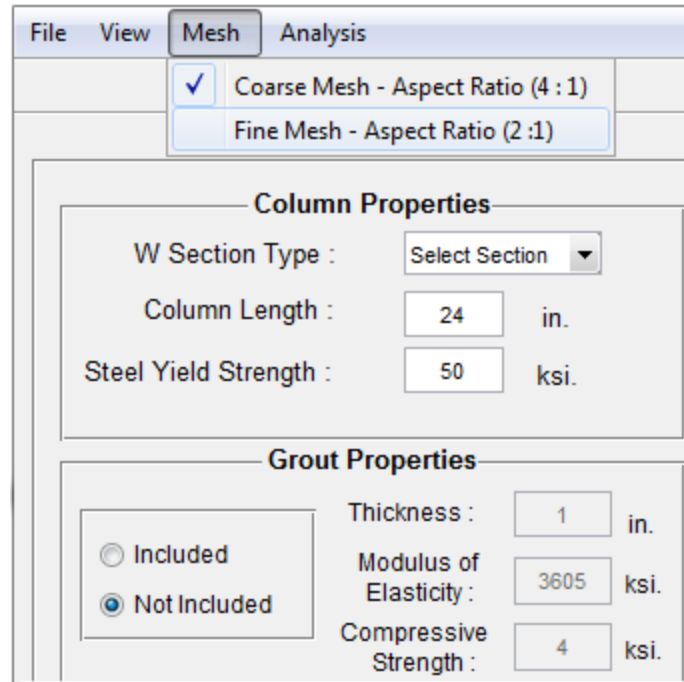 File View Mesh Analysis
Coarse Mesh - Aspect Ratio (4 : 1)
Fine Mesh - Aspect Ratio (2 :1)
Column Properties
W Section Type : Select Section
Column Length : 24 in.
Steel Yield Strength : 50 ksi.
Grout Properties
Included
Not Included
Thickness : 1 in.
Modulus of
Elasticity : 3605 ksi.
Compressive
Strength : 4 ksi.